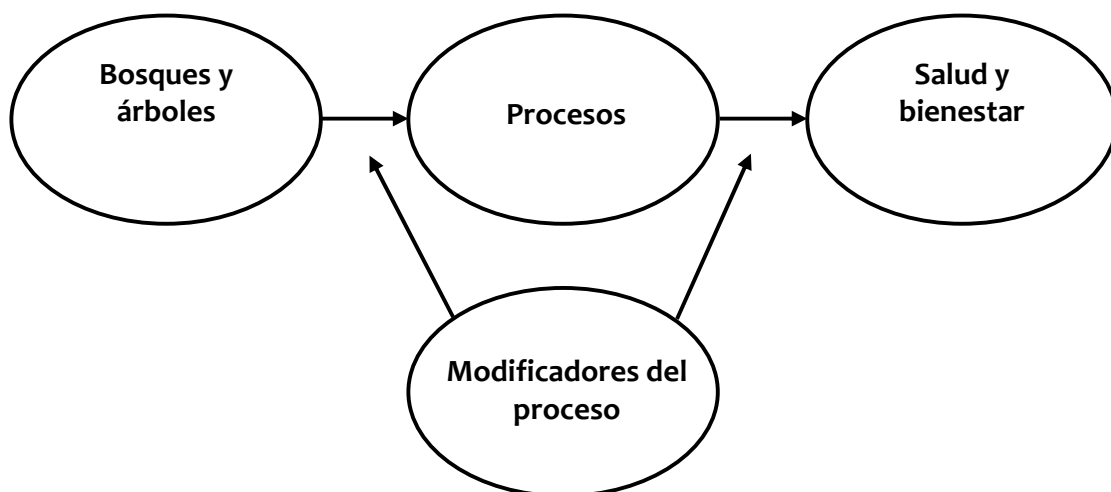 Bosques y
árboles
Procesos
Salud y
bienestar
Modificadores del
proceso